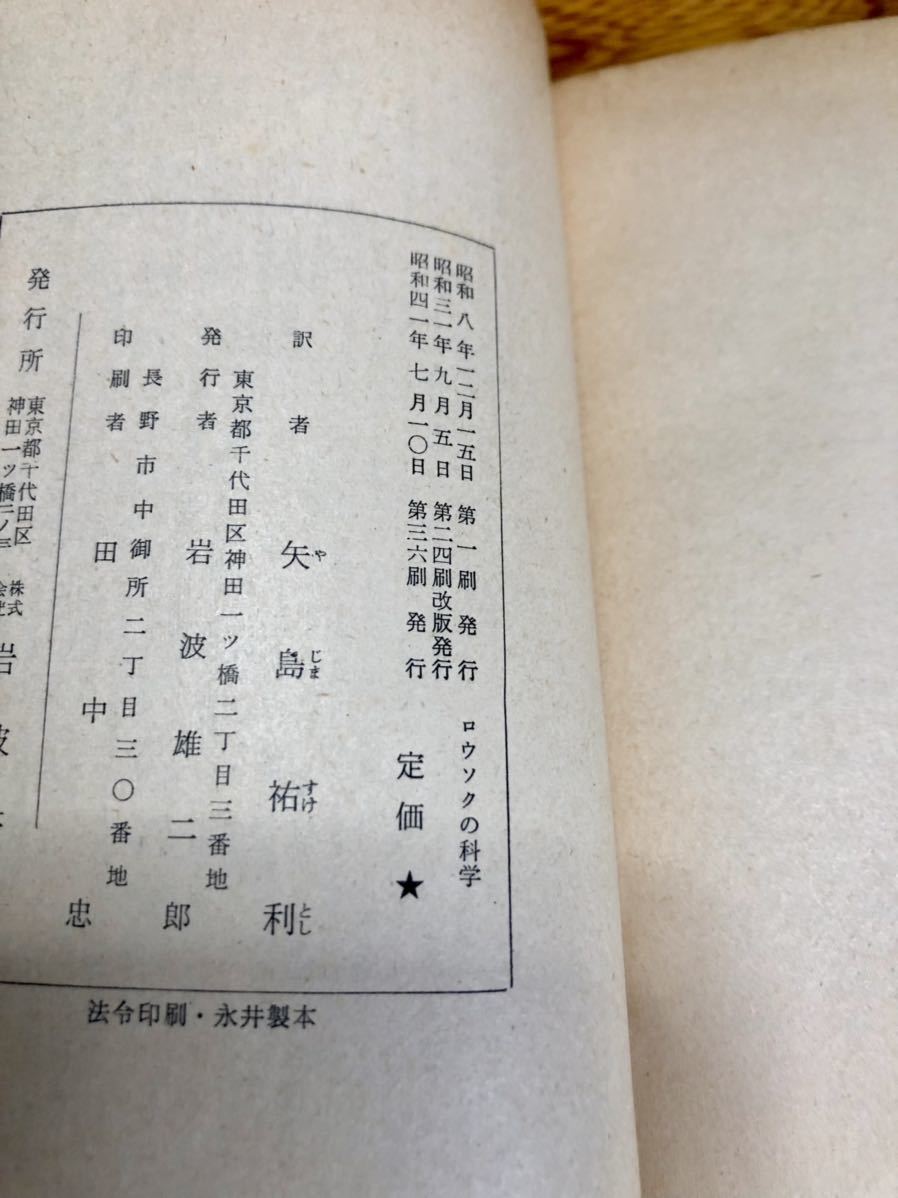 昭和八年一二月一五日 第一刷発行
昭和三一年九月五日 第二四刷改版発行
昭和四一年七月一〇日 第三六刷発行
ロウソクの科学
定価★
訳者 矢島祐利
や じま すけ とし
東京都千代田区神田一ツ橋二丁目三番地
発行者 岩波雄二郎
長野市中御所二丁目三〇番地
印刷者 田中忠
発行所
東京都千代田区
神田一ツ橋二ノ三
株式
岩波
法令印刷・永井製本